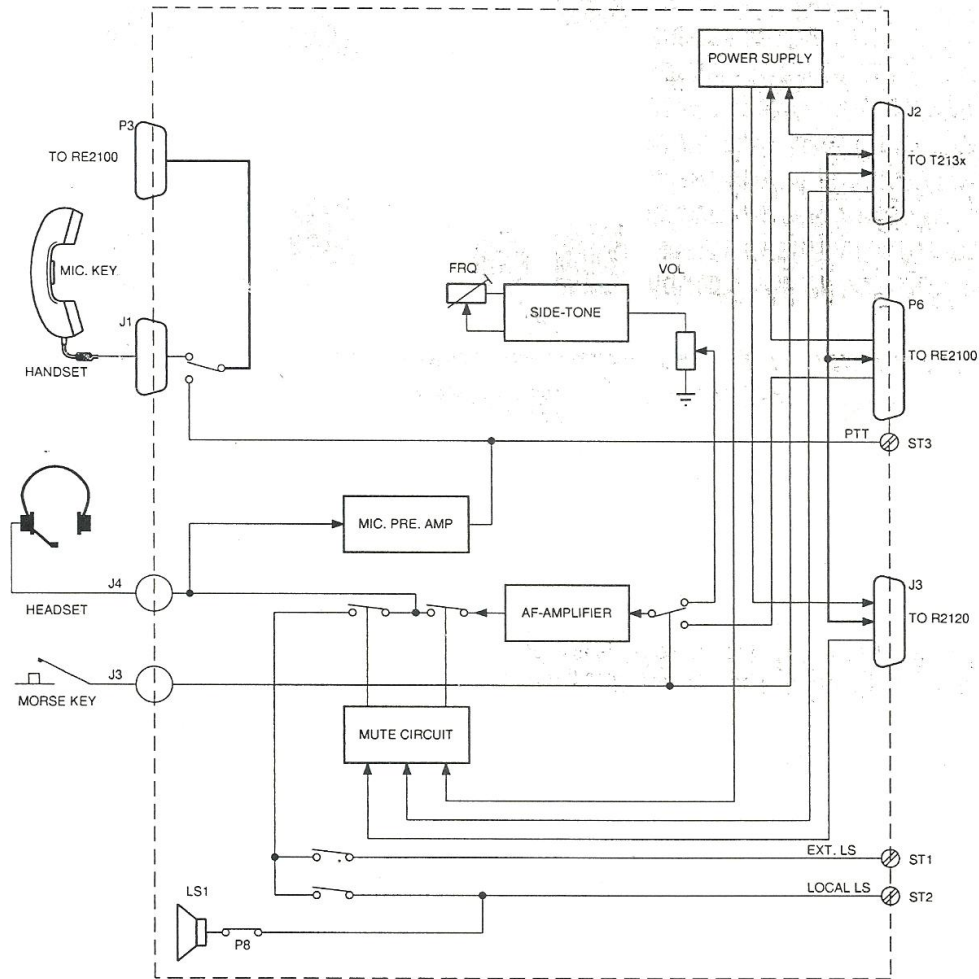 POWER SUPPLY
P3
J2
TO RE2100
TO T213x
MIC. KEY
FRQ
VOL
SIDE-TONE
P6
J1
TO RE2100
HANDSET
PTT
ST3
MIC. PRE. AMP
J4
J3
HEADSET
AF-AMPLIFIER
TO R2120
J3
MORSE KEY
MUTE CIRCUIT
EXT. LS
ST1
LOCAL LS
ST2
LS1
P8